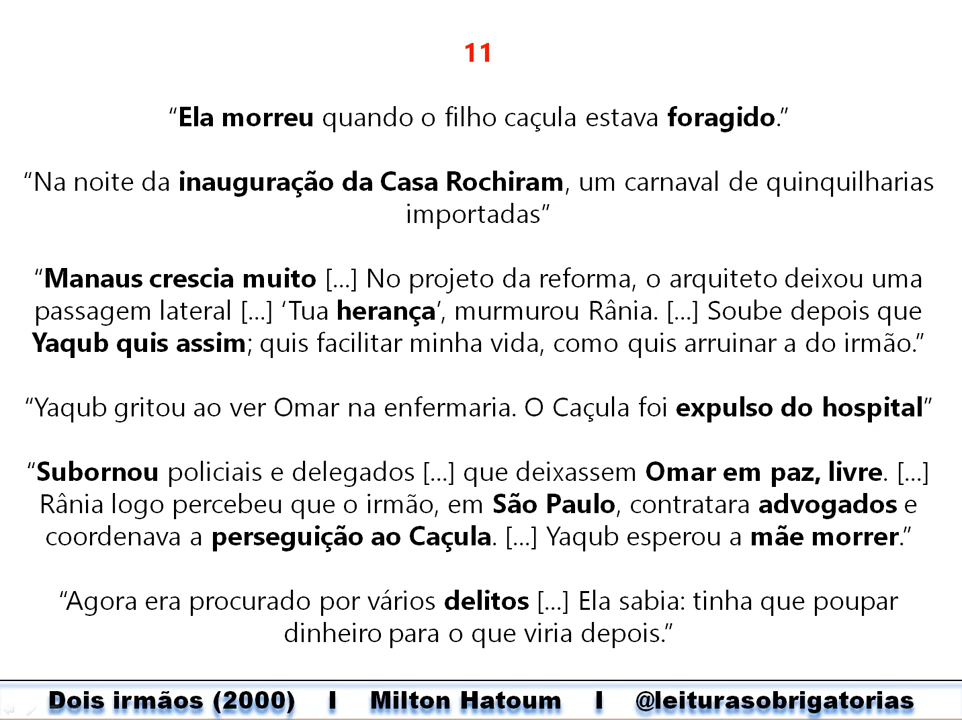 11
“Ela morreu quando o filho caçula estava foragido.”
“Na noite da inauguração da Casa Rochiram, um carnaval de quinquilharias
importadas”
“Manaus crescia muito [...] No projeto da reforma, o arquiteto deixou uma
passagem lateral [...] ‘Tua herança’, murmurou Rânia. [...] Soube depois que
Yaqub quis assim; quis facilitar minha vida, como quis arruinar a do irmão.”
“Yaqub gritou ao ver Omar na enfermaria. O Caçula foi expulso do hospital”
“Subornou policiais e delegados [...] que deixassem Omar em paz, livre. [...]
Rânia logo percebeu que o irmão, em São Paulo, contratara advogados e
coordenava a perseguição ao Caçula. [...] Yaqub esperou a mãe morrer.”
“Agora era procurado por vários delitos [...] Ela sabia: tinha que poupar
dinheiro para o que viria depois.”
Dois irmãos (2000) I Milton Hatoum I @leiturasobrigatorias